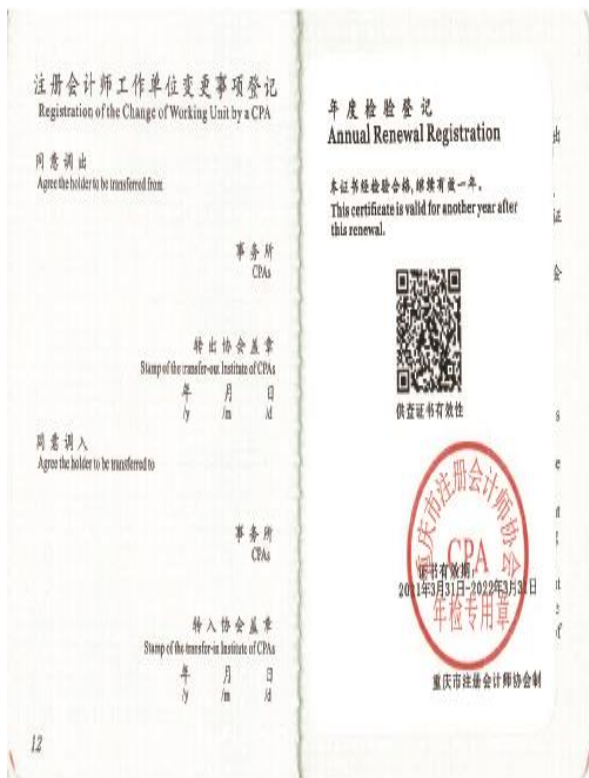 注册会计师工作单位变更事项登记
Registration of the Change of Working Unit by a CPA
同意调出
Agree the holder to be transferred from
事务所
CPAs
转出协会盖章
Stamp of the transfer-out Institute of CPAs
年 月 日
/y /m /d
同意调入
Agree the holder to be transferred to
事务所
CPAs
转入协会盖章
Stamp of the transfer-in Institute of CPAs
年 月 日
/y /m /d
12
年度检验登记
Annual Renewal Registration
本证书经检验合格,继续有效一年。
This certificate is valid for another year after
this renewal.
供查证书有效性
重庆市注册会计师协会
CPA
证书有效期:
2011年3月31日-2022年3月31日
年检专用章
重庆市注册会计师协会制